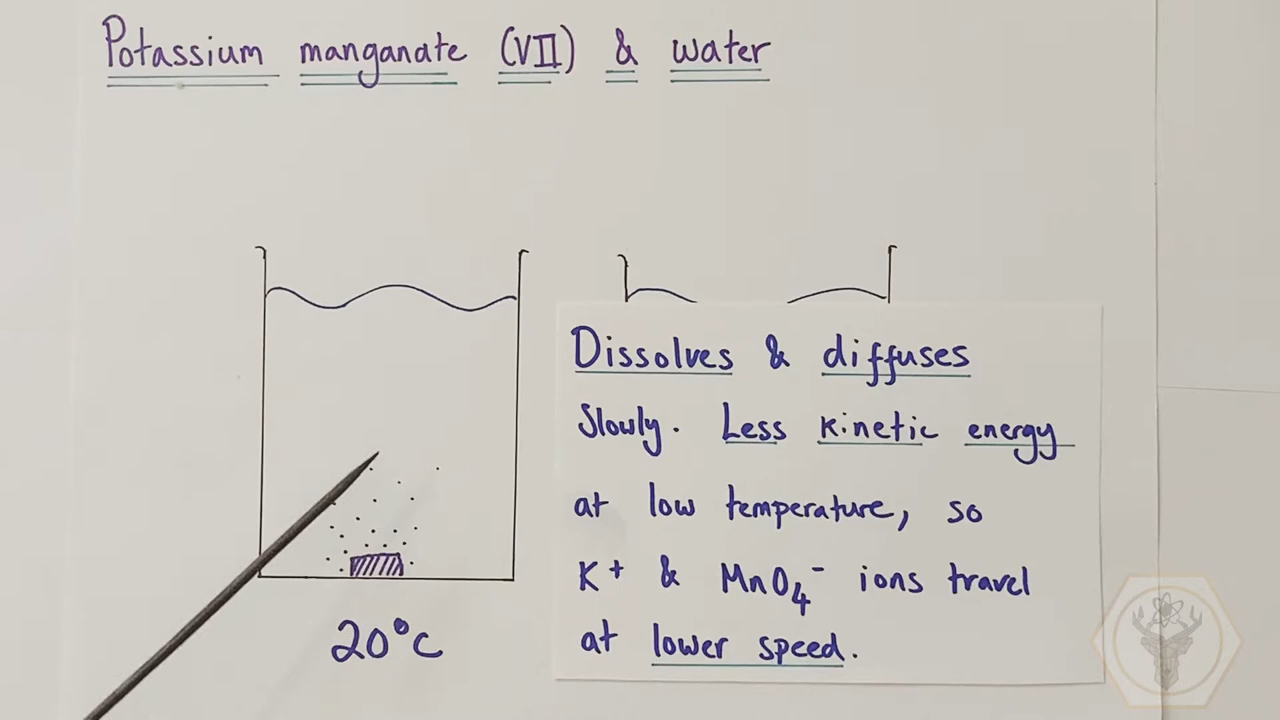 Potassium manganate (VII) & water
Dissolves & diffuses
Slowly. Less kinetic energy
at low temperature, so
K+ & MnO4- ions travel
at lower speed.
20°C